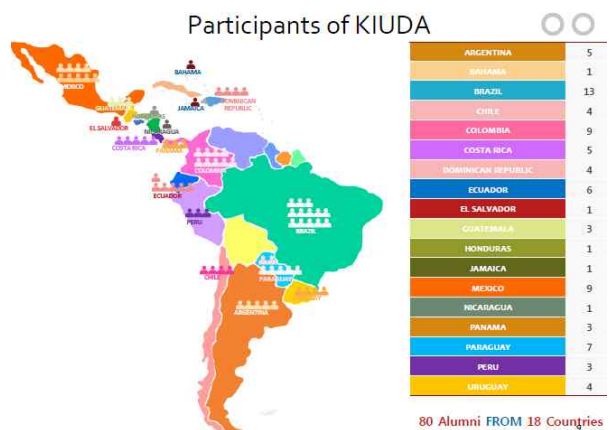 Participants of KIUDA
MEXICO
BAHAMA
JAMAICA
DOMINICAN
REPUBLIC
EL SALVADOR
NICARAGUA
COSTA RICA
COLOMBIA
ECUADOR
PERU
BRAZIL
CHILE
PARAGUAY
ARGENTINA
ARGENTINA 5
BAHAMA 1
BRAZIL 13
CHILE 4
COLOMBIA 9
COSTA RICA 5
DOMINICAN REPUBLIC 4
ECUADOR 6
EL SALVADOR 1
GUATEMALA 3
HONDURAS 1
JAMAICA 1
MEXICO 9
NICARAGUA 1
PANAMA 3
PARAGUAY 7
PERU 3
URUGUAY 4
80 Alumni FROM 18 Countries